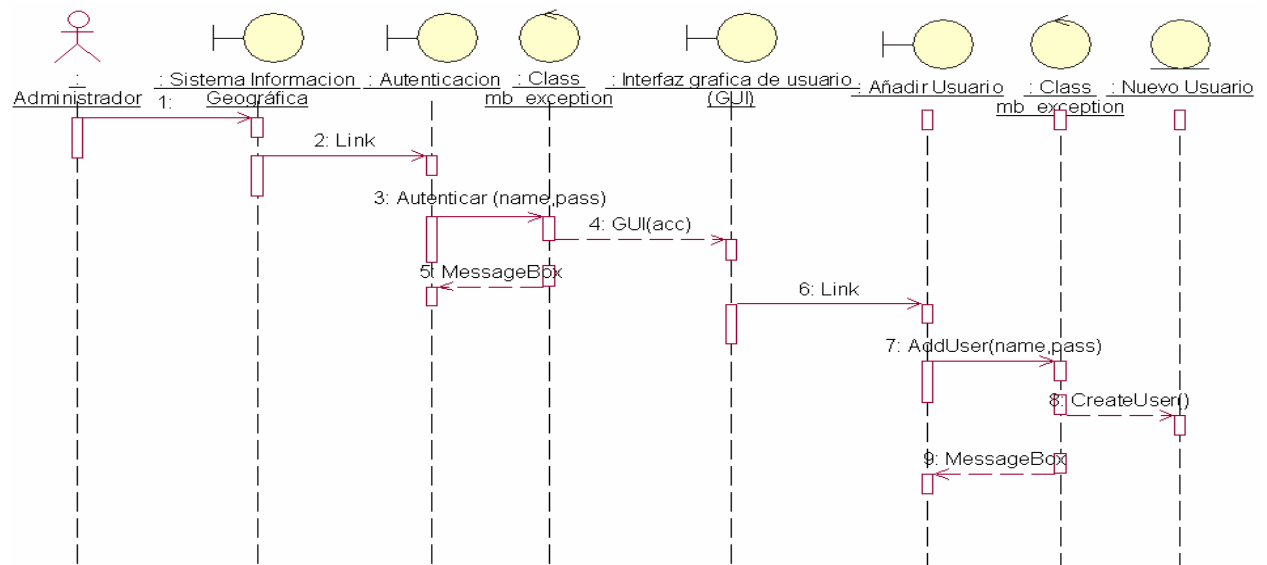 :
Administrador
: Sistema Informacion
Geográfica
: Autenticacion
: Class
mb_exception
: Interfaz grafica de usuario
(GUI)
: Añadir Usuario
: Class
mb_exception
: Nuevo Usuario
1:
2: Link
3: Autenticar (name,pass)
4: GUI(acc)
5: MessageBox
6: Link
7: AddUser(name,pass)
8: CreateUser()
9: MessageBox